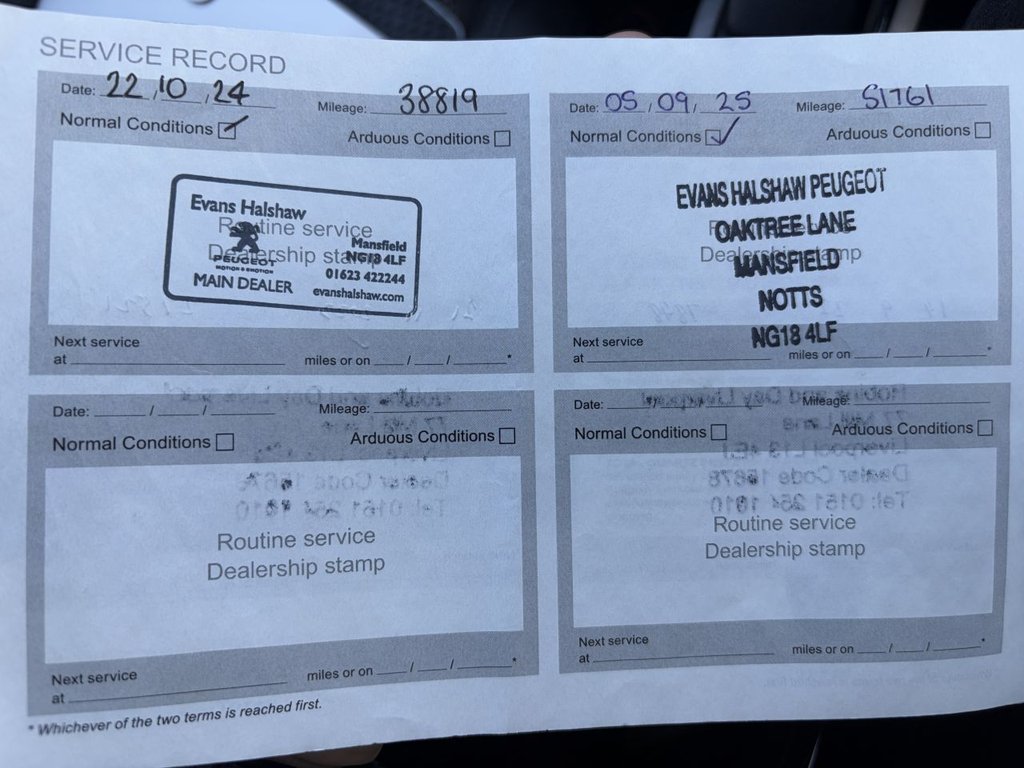 SERVICE RECORD
Date: 22 / 10 / 24 Mileage: 38819
Normal Conditions Arduous Conditions
Evans Halshaw
PEUGEOT
MOTION & EMOTION
MAIN DEALER
Mansfield
NG18 4LF
01623 422244
evanshalshaw.com
Routine service
Dealership stamp
Next service
at miles or on / / *
Date: 05 / 09 / 25 Mileage: 51761
Normal Conditions Arduous Conditions
EVANS HALSHAW PEUGEOT
OAKTREE LANE
MANSFIELD
NOTTS
NG18 4LF
Routine service
Dealership stamp
Next service
at miles or on / / *
Date: / / Mileage:
Normal Conditions Arduous Conditions
Routine service
Dealership stamp
Next service
at miles or on / / *
Date: / / Mileage:
Normal Conditions Arduous Conditions
Routine service
Dealership stamp
Next service
at miles or on / / *
* Whichever of the two terms is reached first.